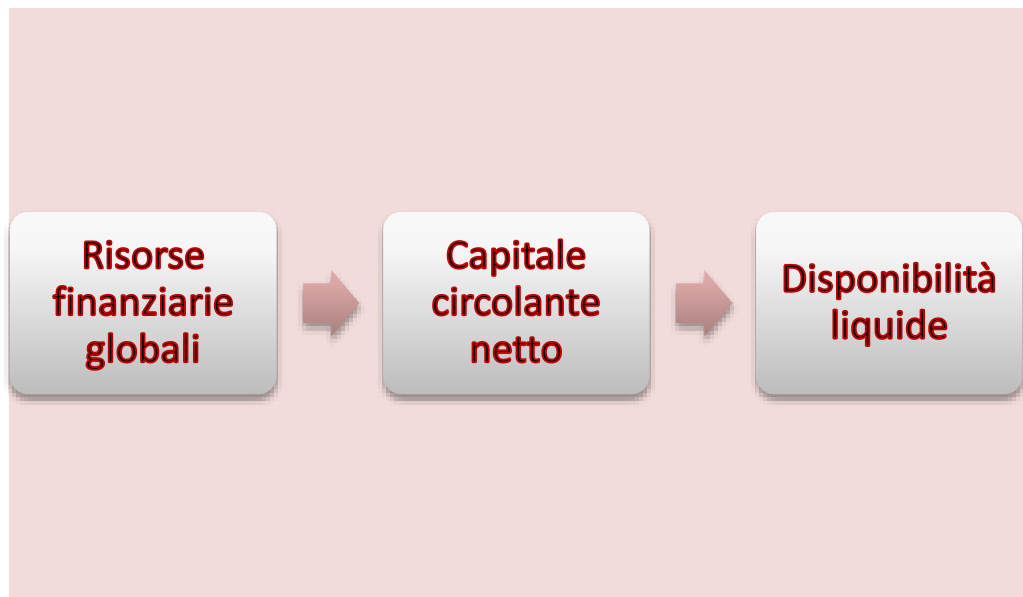 Risorse
finanziarie
globali
Capitale
circolante
netto
Disponibilità
liquide